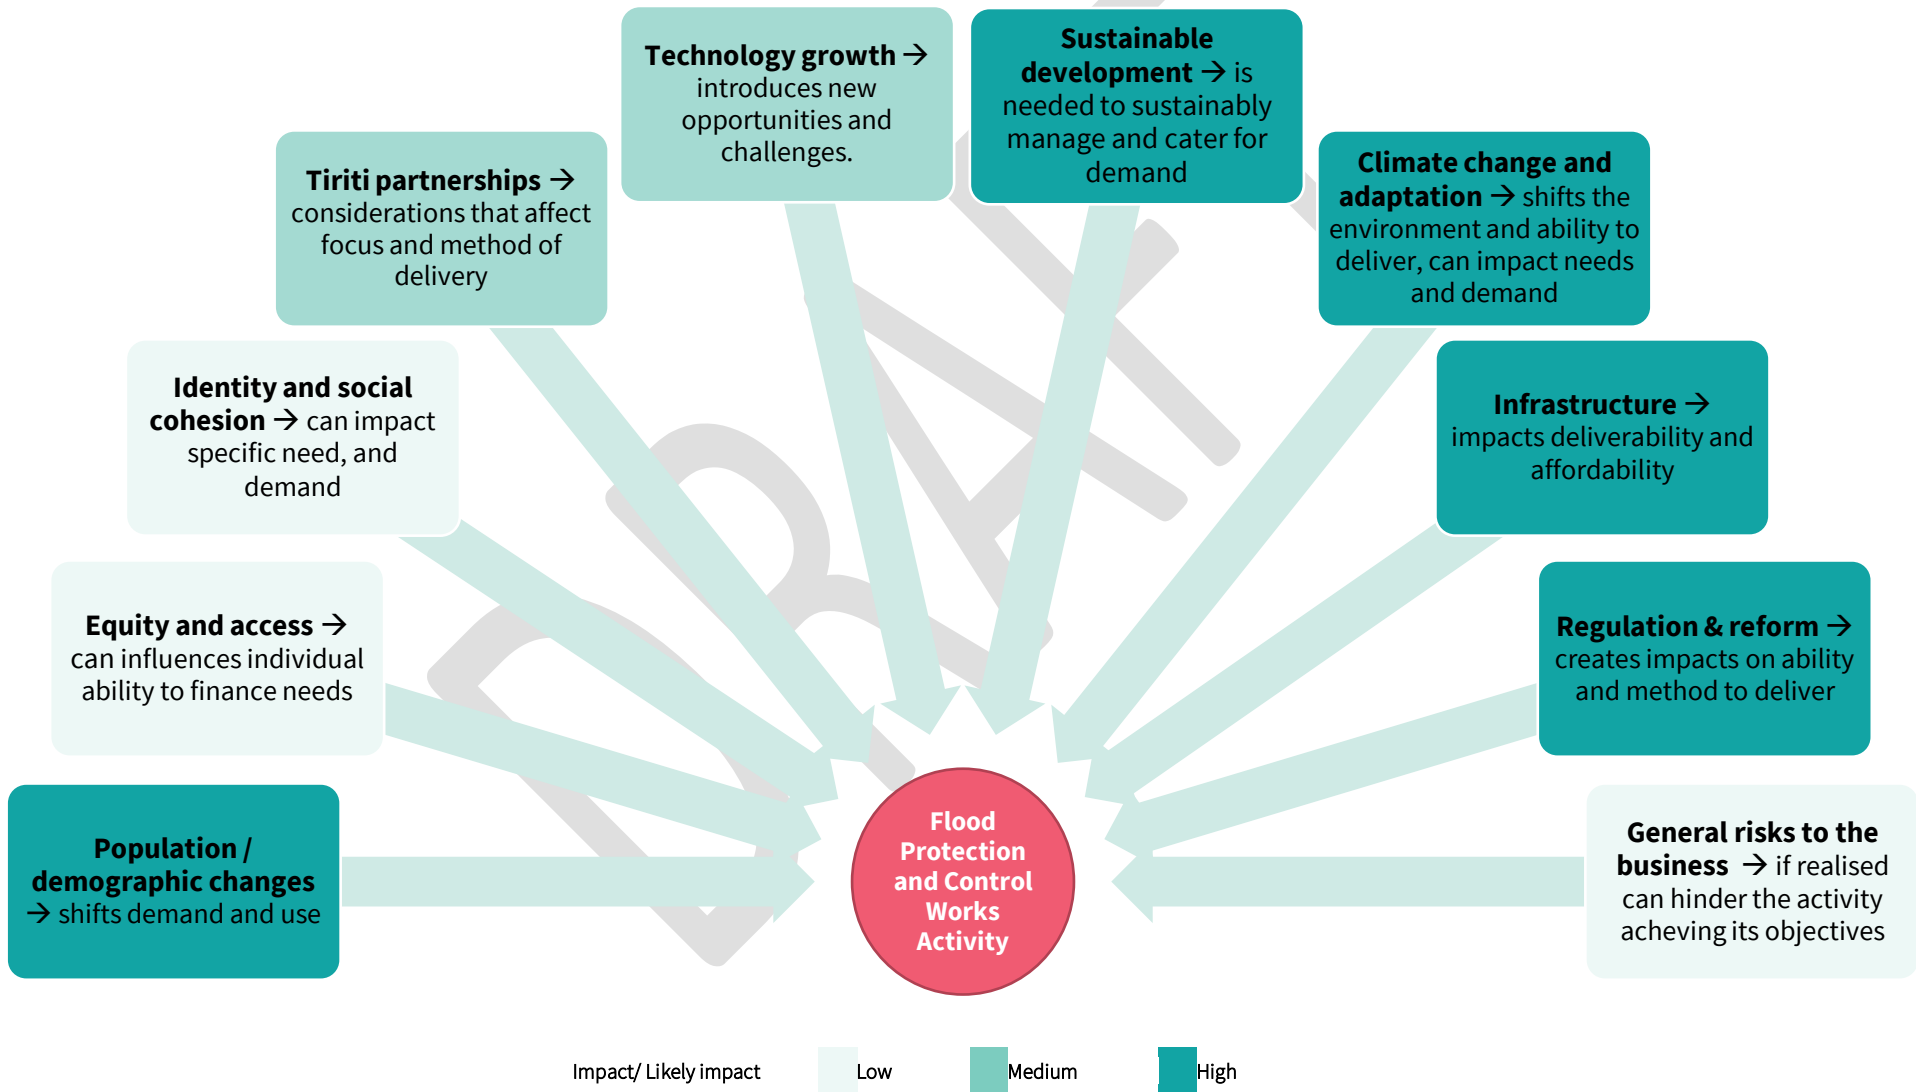 Technology growth →
introduces new
opportunities and
challenges.
Sustainable
development → is
needed to sustainably
manage and cater for
demand
Tiriti partnerships →
considerations that affect
focus and method of
delivery
Climate change and
adaptation → shifts the
environment and ability to
deliver, can impact needs
and demand
Identity and social
cohesion → can impact
specific need, and
demand
Infrastructure →
impacts deliverability and
affordability
Equity and access →
can influences individual
ability to finance needs
Regulation & reform →
creates impacts on ability
and method to deliver
Population /
demographic changes
→ shifts demand and use
General risks to the
business → if realised
can hinder the activity
acheving its objectives
Flood
Protection
and Control
Works
Activity
DRAFT
Impact/ Likely impact Low Medium High